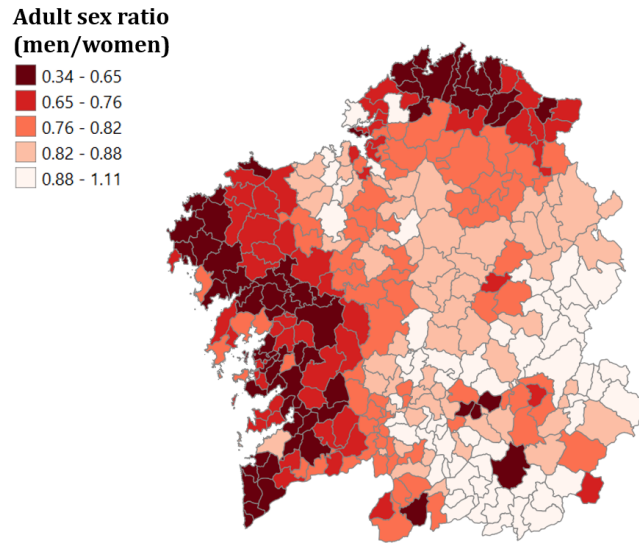 Adult sex ratio
(men/women)
0.34 - 0.65
0.65 - 0.76
0.76 - 0.82
0.82 - 0.88
0.88 - 1.11